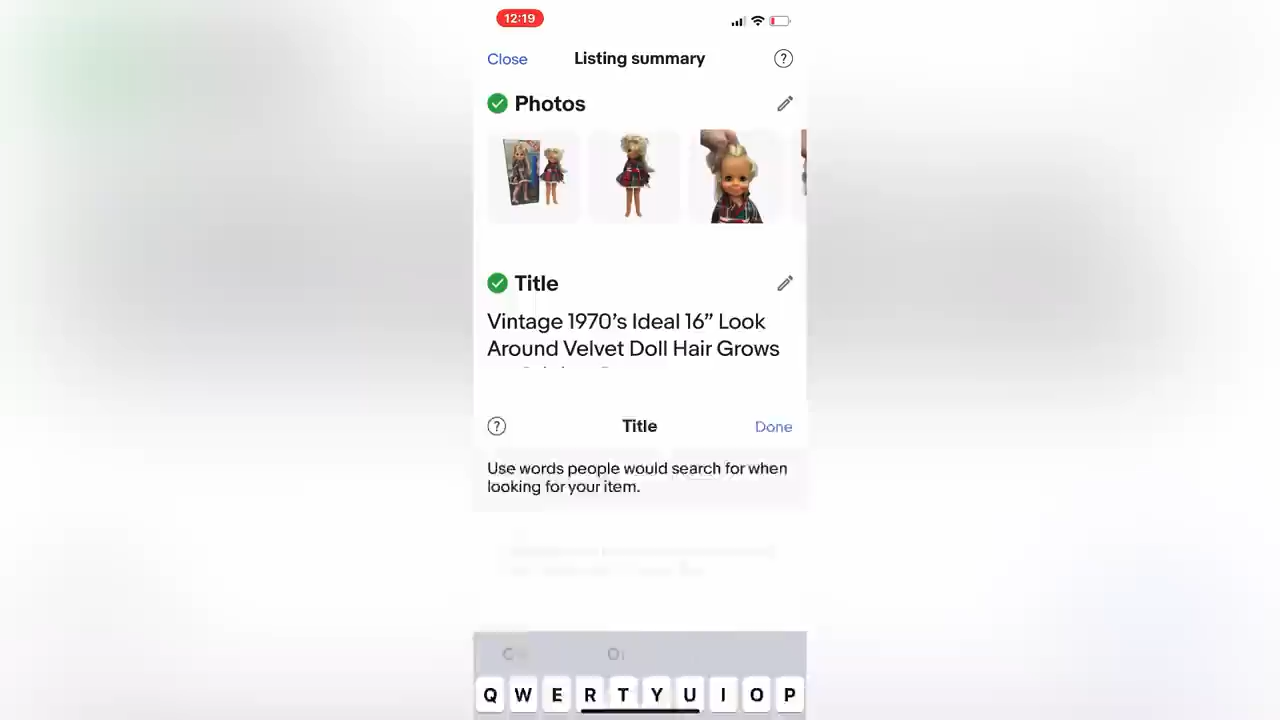 12:19
Close
Listing summary
?
Photos
Title
Vintage 1970's Ideal 16” Look
Around Velvet Doll Hair Grows
?
Title
Done
Use words people would search for when
looking for your item.
Q W E R T Y U I O P